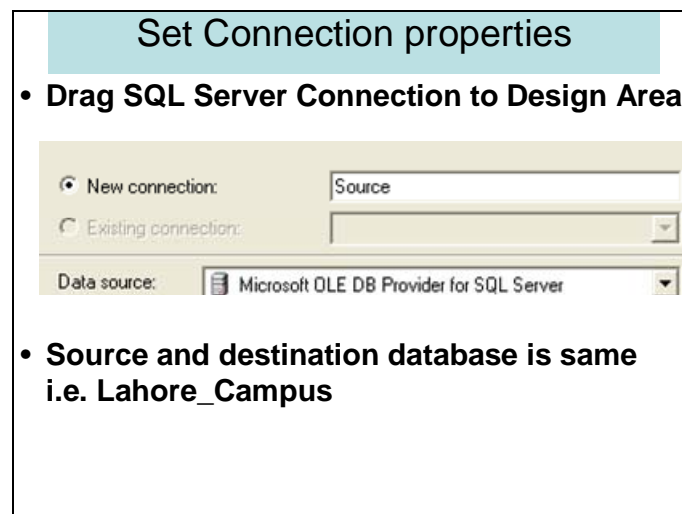 Set Connection properties
• Drag SQL Server Connection to Design Area
New connection:
Source
Existing connection:
Data source:
Microsoft OLE DB Provider for SQL Server
• Source and destination database is same
i.e. Lahore_Campus